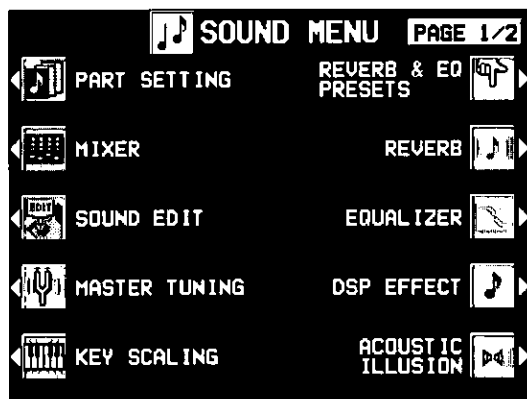 SOUND MENU PAGE 1/2
PART SETTING
REVERB & EQ
PRESETS
MIXER
REVERB
EDIT
SOUND EDIT
EQUALIZER
MASTER TUNING
DSP EFFECT
KEY SCALING
ACOUSTIC
ILLUSION